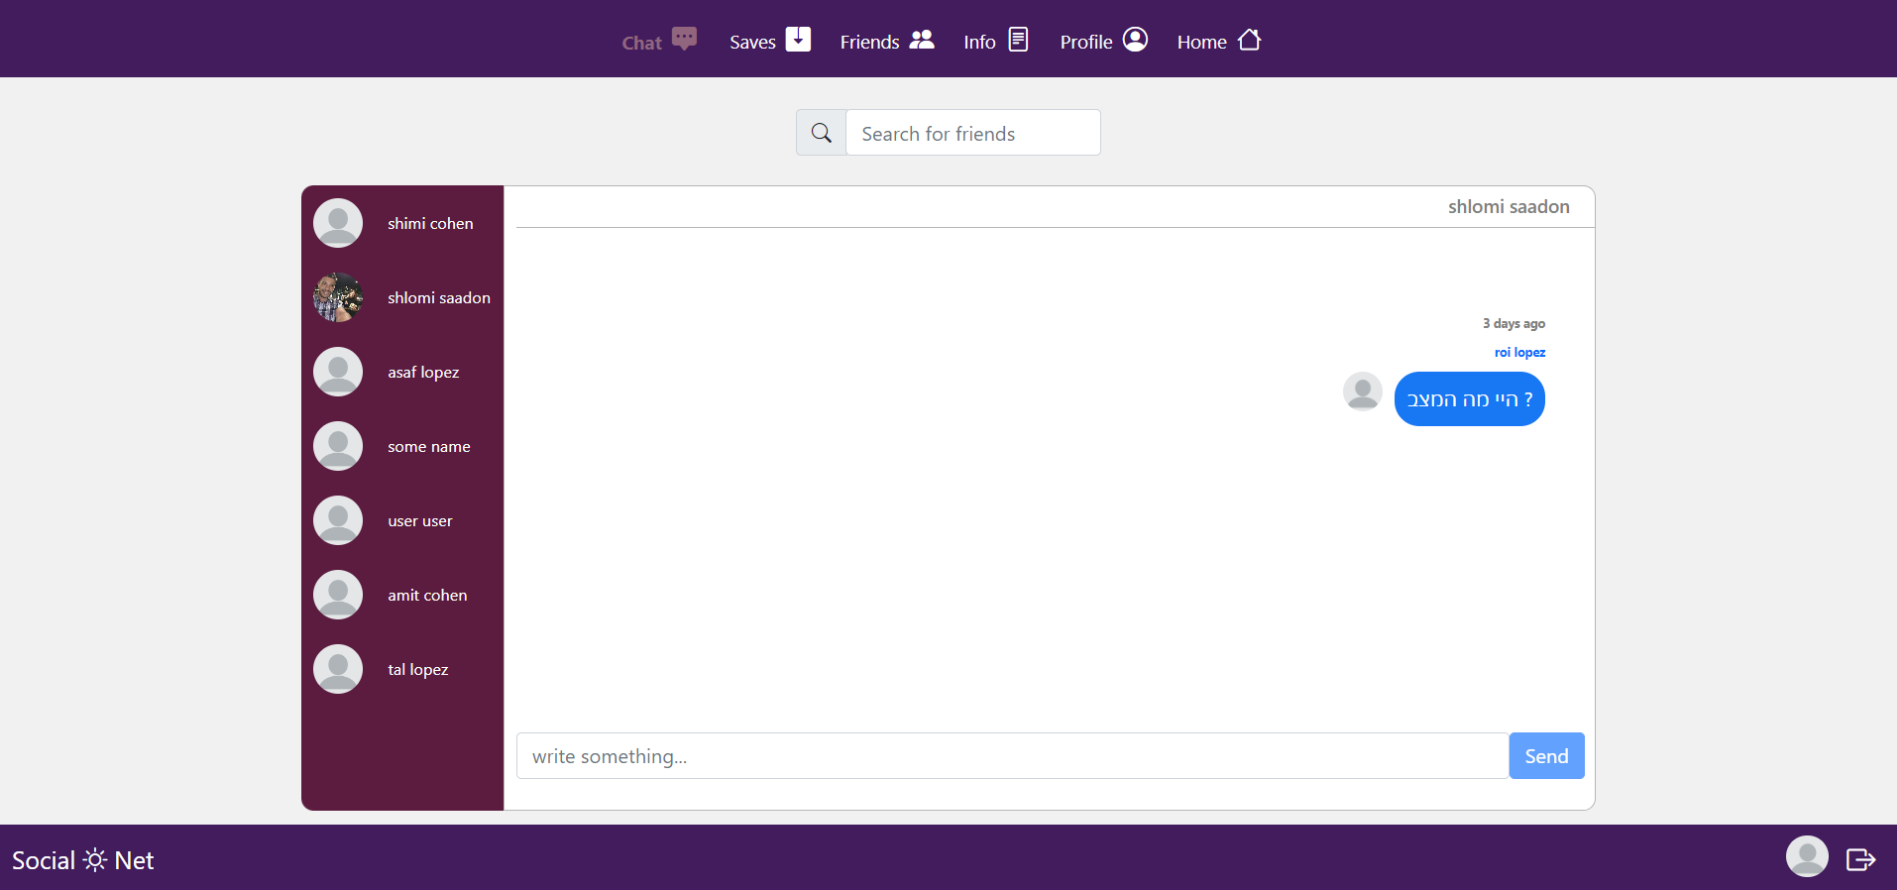 Chat Saves Friends Info Profile Home
Search for friends
shimi cohen
shlomi saadon
asaf lopez
some name
user user
amit cohen
tal lopez
shlomi saadon
3 days ago
roi lopez
היי מה המצב ?
write something...
Send
Social Net